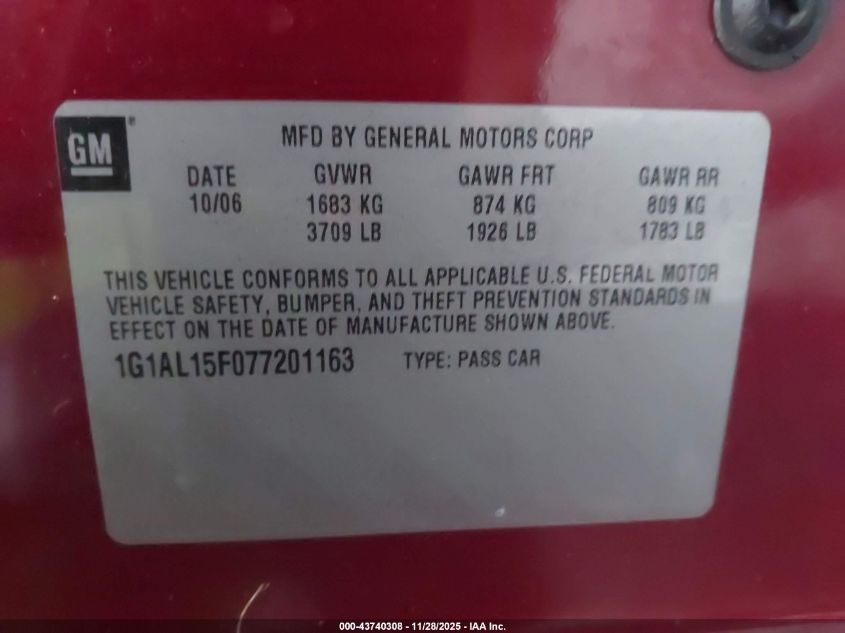 GM
MFD BY GENERAL MOTORS CORP
DATE GVWR GAWR FRT GAWR RR
10/06 1683 KG 874 KG 809 KG
3709 LB 1926 LB 1783 LB
THIS VEHICLE CONFORMS TO ALL APPLICABLE U.S. FEDERAL MOTOR
VEHICLE SAFETY, BUMPER, AND THEFT PREVENTION STANDARDS IN
EFFECT ON THE DATE OF MANUFACTURE SHOWN ABOVE.
1G1AL15F077201163 TYPE: PASS CAR
000-43740308 - 11/28/2025 - IAA Inc.